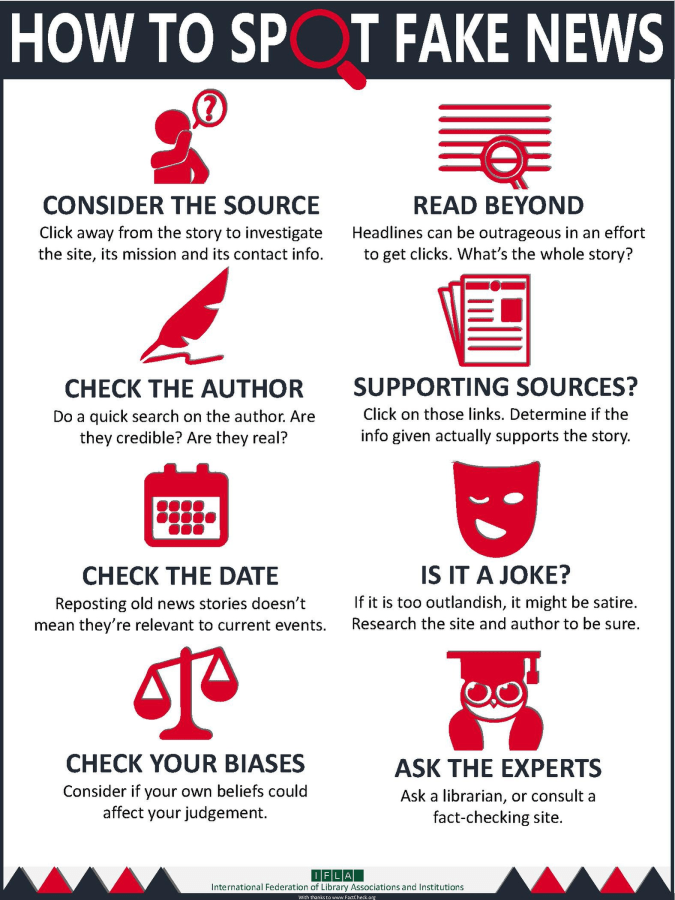 HOW TO SPOT FAKE NEWS
?
CONSIDER THE SOURCE
Click away from the story to investigate
the site, its mission and its contact info.
READ BEYOND
Headlines can be outrageous in an effort
to get clicks. What's the whole story?
CHECK THE AUTHOR
Do a quick search on the author. Are
they credible? Are they real?
SUPPORTING SOURCES?
Click on those links. Determine if the
info given actually supports the story.
CHECK THE DATE
Reposting old news stories doesn't
mean they're relevant to current events.
IS IT A JOKE?
If it is too outlandish, it might be satire.
Research the site and author to be sure.
CHECK YOUR BIASES
Consider if your own beliefs could
affect your judgement.
ASK THE EXPERTS
Ask a librarian, or consult a
fact-checking site.
IFLA
International Federation of Library Associations and Institutions
With thanks to www.FactCheck.org